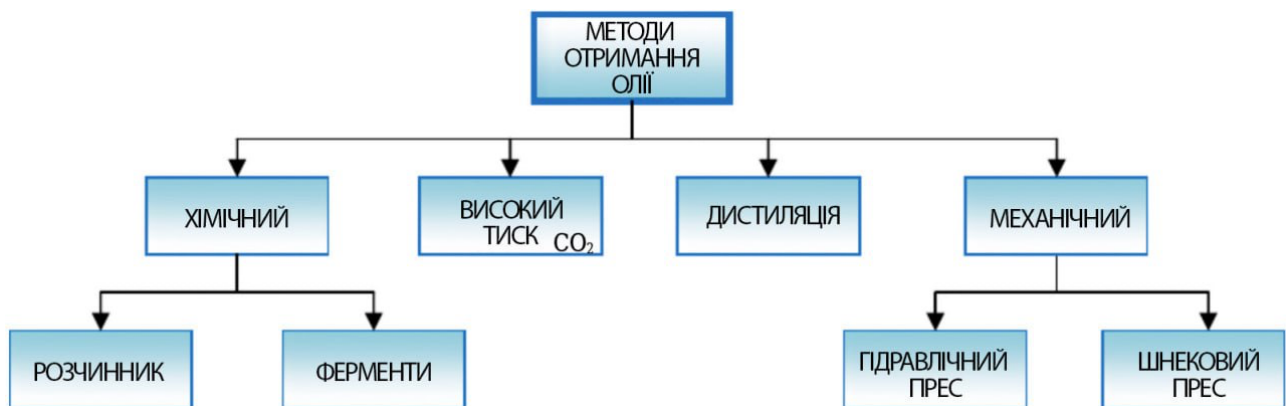 МЕТОДИ
ОТРИМАННЯ
ОЛІЇ
ХІМІЧНИЙ
ВИСОКИЙ
ТИСК CO₂
ДИСТИЛЯЦІЯ
МЕХАНІЧНИЙ
РОЗЧИННИК
ФЕРМЕНТИ
ГІДРАВЛІЧНИЙ
ПРЕС
ШНЕКОВИЙ
ПРЕС